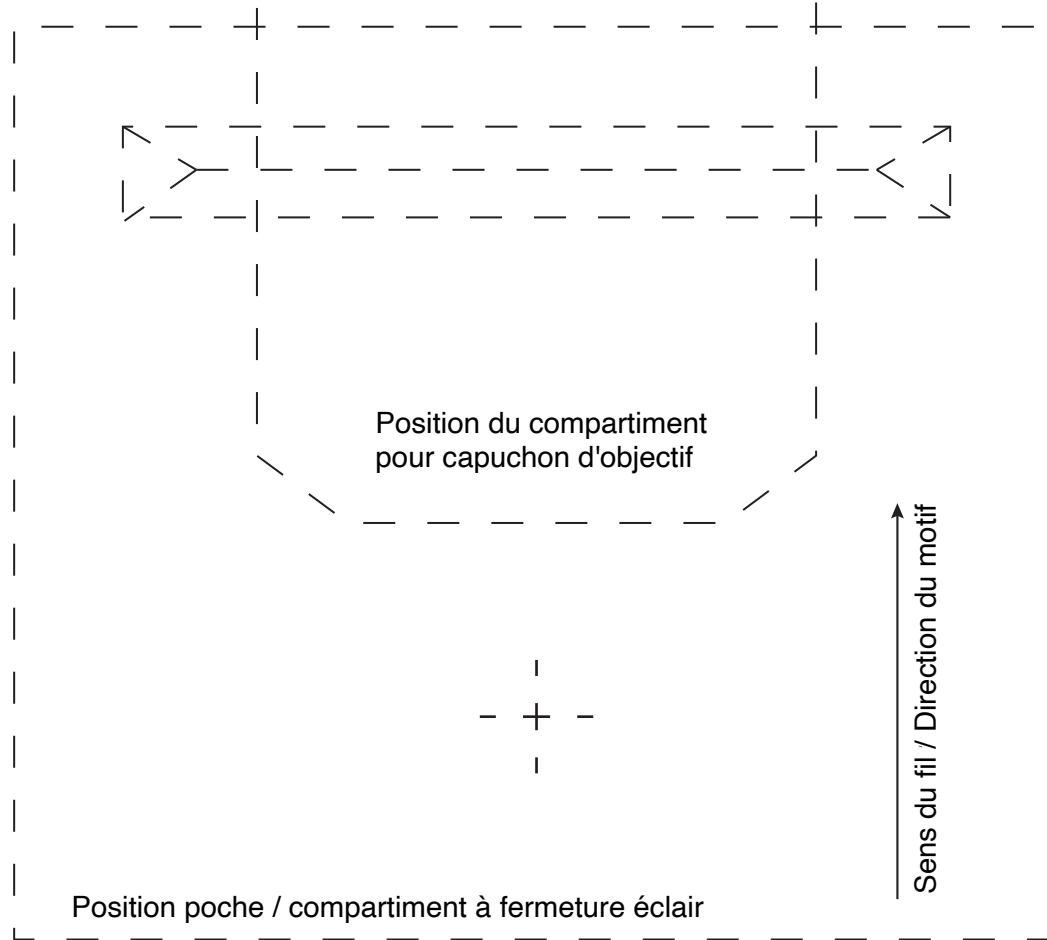 Position du compartiment
pour capuchon d'objectif
Sens du fil / Direction du motif
Position poche / compartiment à fermeture éclair